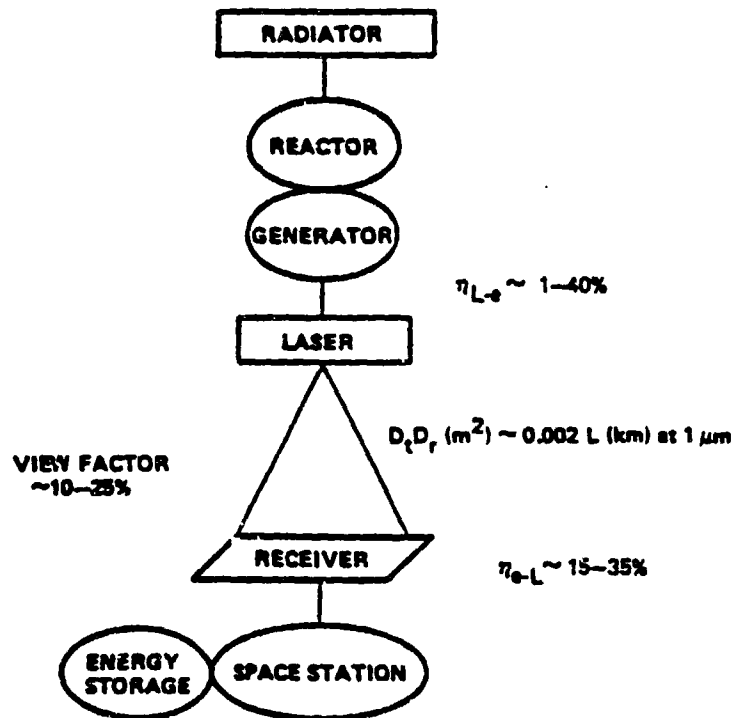 RADIATOR
REACTOR
GENERATOR
η_L-e ~ 1–40%
LASER
D_t D_r (m²) ~ 0.002 L (km) at 1 μm
VIEW FACTOR
~10–25%
RECEIVER
η_e-L ~ 15–35%
ENERGY
STORAGE
SPACE STATION